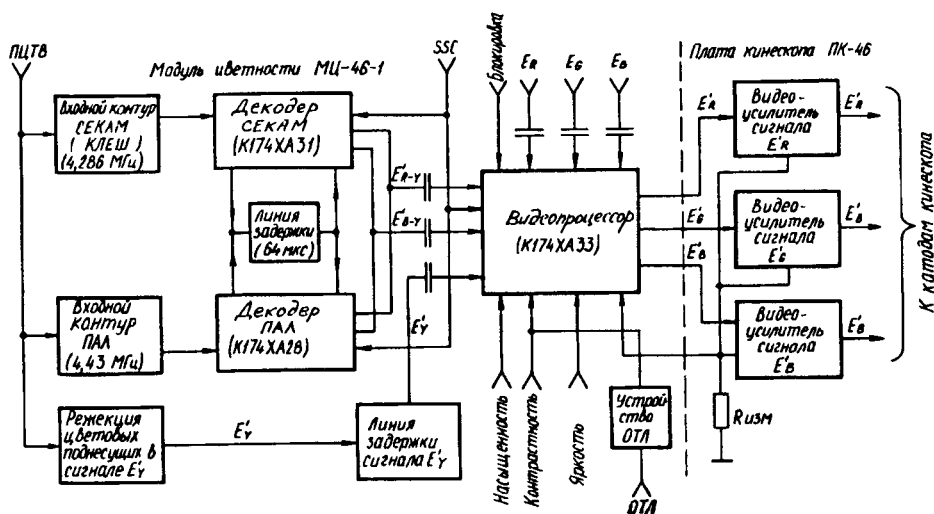 ПЦТВ
Модуль цветности МЦ-46-1
SSC
Блокировка
E_R
E_G
E_B
Плата кинескопа ПК-46
Входной контур
СЕКАМ
( КЛЕШ )
(4,286 МГц)
Декодер
СЕКАМ
(К174ХА31)
Линия
задержки
(64 мкс)
Входной
контур
ПАЛ
(4,43 МГц)
Декодер
ПАЛ
(К174ХА28)
Режекция
цветовых
поднесущих в
сигнале E'Y
E'Y
Линия
задержки
сигнала E'Y
E'R-Y
E'B-Y
E'Y
Видеопроцессор
(К174ХА33)
Насыщенность
Контрастность
Яркость
Устрой-
ство
ОТЛ
ОТЛ
E'R
E'G
E'B
Видео-
усилитель
сигнала
E'R
E'R
Видео-
усилитель
сигнала
E'G
E'B
Видео-
усилитель
сигнала
E'B
E'B
Rизм
К катодам кинескопа